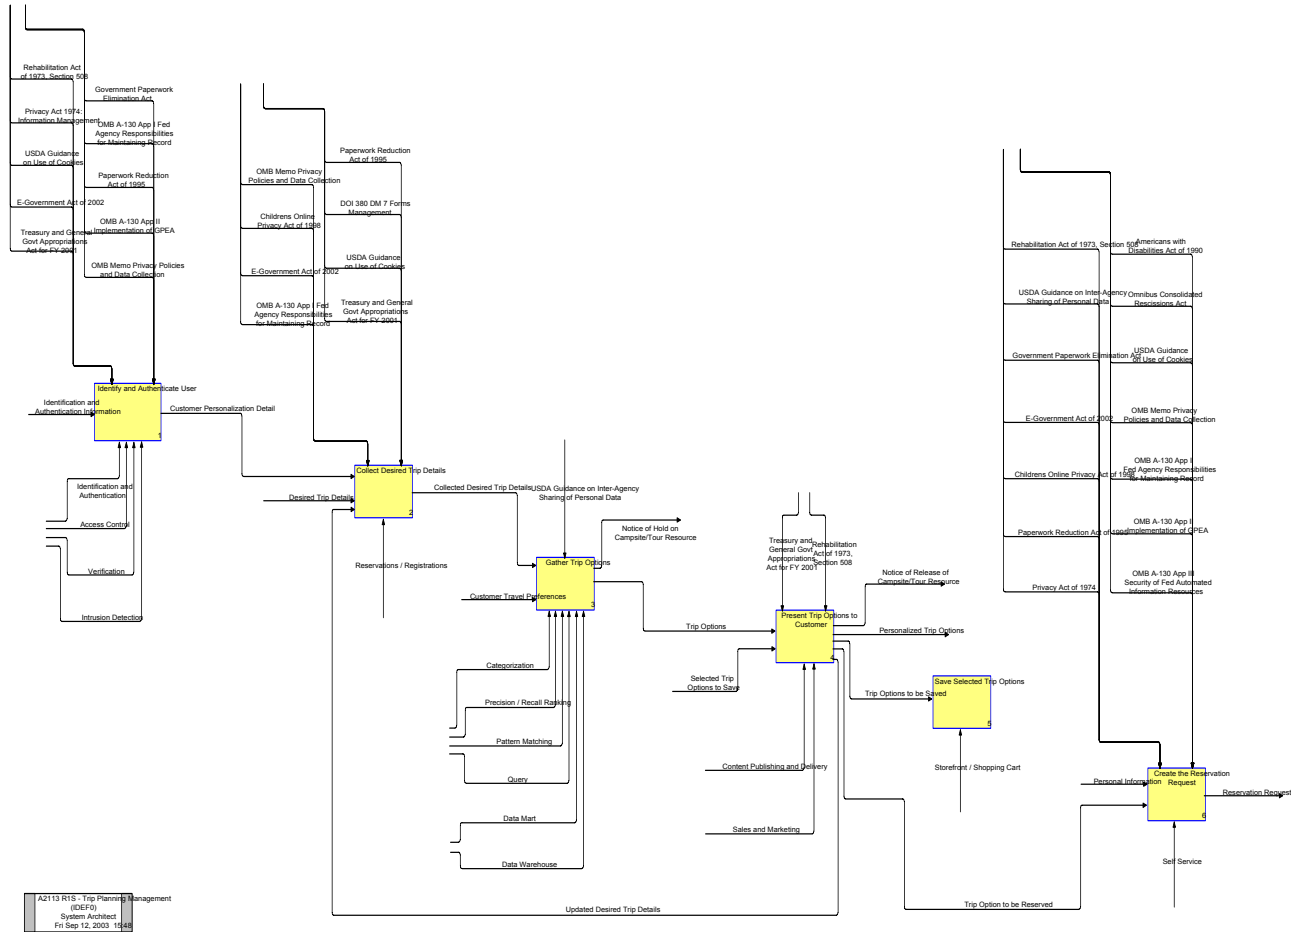 Rehabilitation Act
of 1973, Section 508
Government Paperwork
Elimination Act
Privacy Act 1974:
Information Management
OMB A-130 App I Fed
Agency Responsibilities
for Maintaining Record
USDA Guidance
on Use of Cookies
Paperwork Reduction
Act of 1995
E-Government Act of 2002
OMB A-130 App II
Implementation of GPEA
Treasury and General
Govt Appropriations
Act for FY 2001
OMB Memo Privacy Policies
and Data Collection
Identify and Authenticate User
1
Identification and
Authentication Information
Customer Personalization Detail
Identification and
Authentication
Access Control
Verification
Intrusion Detection
Paperwork Reduction
Act of 1995
OMB Memo Privacy
Policies and Data Collection
DOI 380 DM 7 Forms
Management
Childrens Online
Privacy Act of 1998
USDA Guidance
on Use of Cookies
E-Government Act of 2002
OMB A-130 App I Fed
Agency Responsibilities
for Maintaining Record
Treasury and General
Govt Appropriations
Act for FY 2001
Collect Desired Trip Details
2
Desired Trip Details
Collected Desired Trip Details
Reservations / Registrations
USDA Guidance on Inter-Agency
Sharing of Personal Data
Notice of Hold on
Campsite/Tour Resource
Gather Trip Options
3
Customer Travel Preferences
Trip Options
Categorization
Precision / Recall Ranking
Pattern Matching
Query
Data Mart
Data Warehouse
Treasury and
General Govt
Appropriations
Act for FY 2001
Rehabilitation
Act of 1973,
Section 508
Notice of Release of
Campsite/Tour Resource
Present Trip Options to
Customer
4
Personalized Trip Options
Selected Trip
Options to Save
Trip Options to be Saved
Save Selected Trip Options
5
Content Publishing and Delivery
Storefront / Shopping Cart
Sales and Marketing
Americans with
Disabilities Act of 1990
Rehabilitation Act of 1973, Section 508
USDA Guidance on Inter-Agency
Sharing of Personal Data
Omnibus Consolidated
Rescissions Act
Government Paperwork Elimination Act
USDA Guidance
on Use of Cookies
E-Government Act of 2002
OMB Memo Privacy
Policies and Data Collection
Childrens Online Privacy Act of 1998
OMB A-130 App I
Fed Agency Responsibilities
for Maintaining Record
Paperwork Reduction Act of 1995
OMB A-130 App II
Implementation of GPEA
Privacy Act of 1974
OMB A-130 App III
Security of Fed Automated
Information Resources
Create the Reservation
Request
6
Personal Information
Reservation Request
Self Service
Trip Option to be Reserved
Updated Desired Trip Details
A2113 R1S - Trip Planning Management
(IDEF0)
System Architect
Fri Sep 12, 2003 15:48